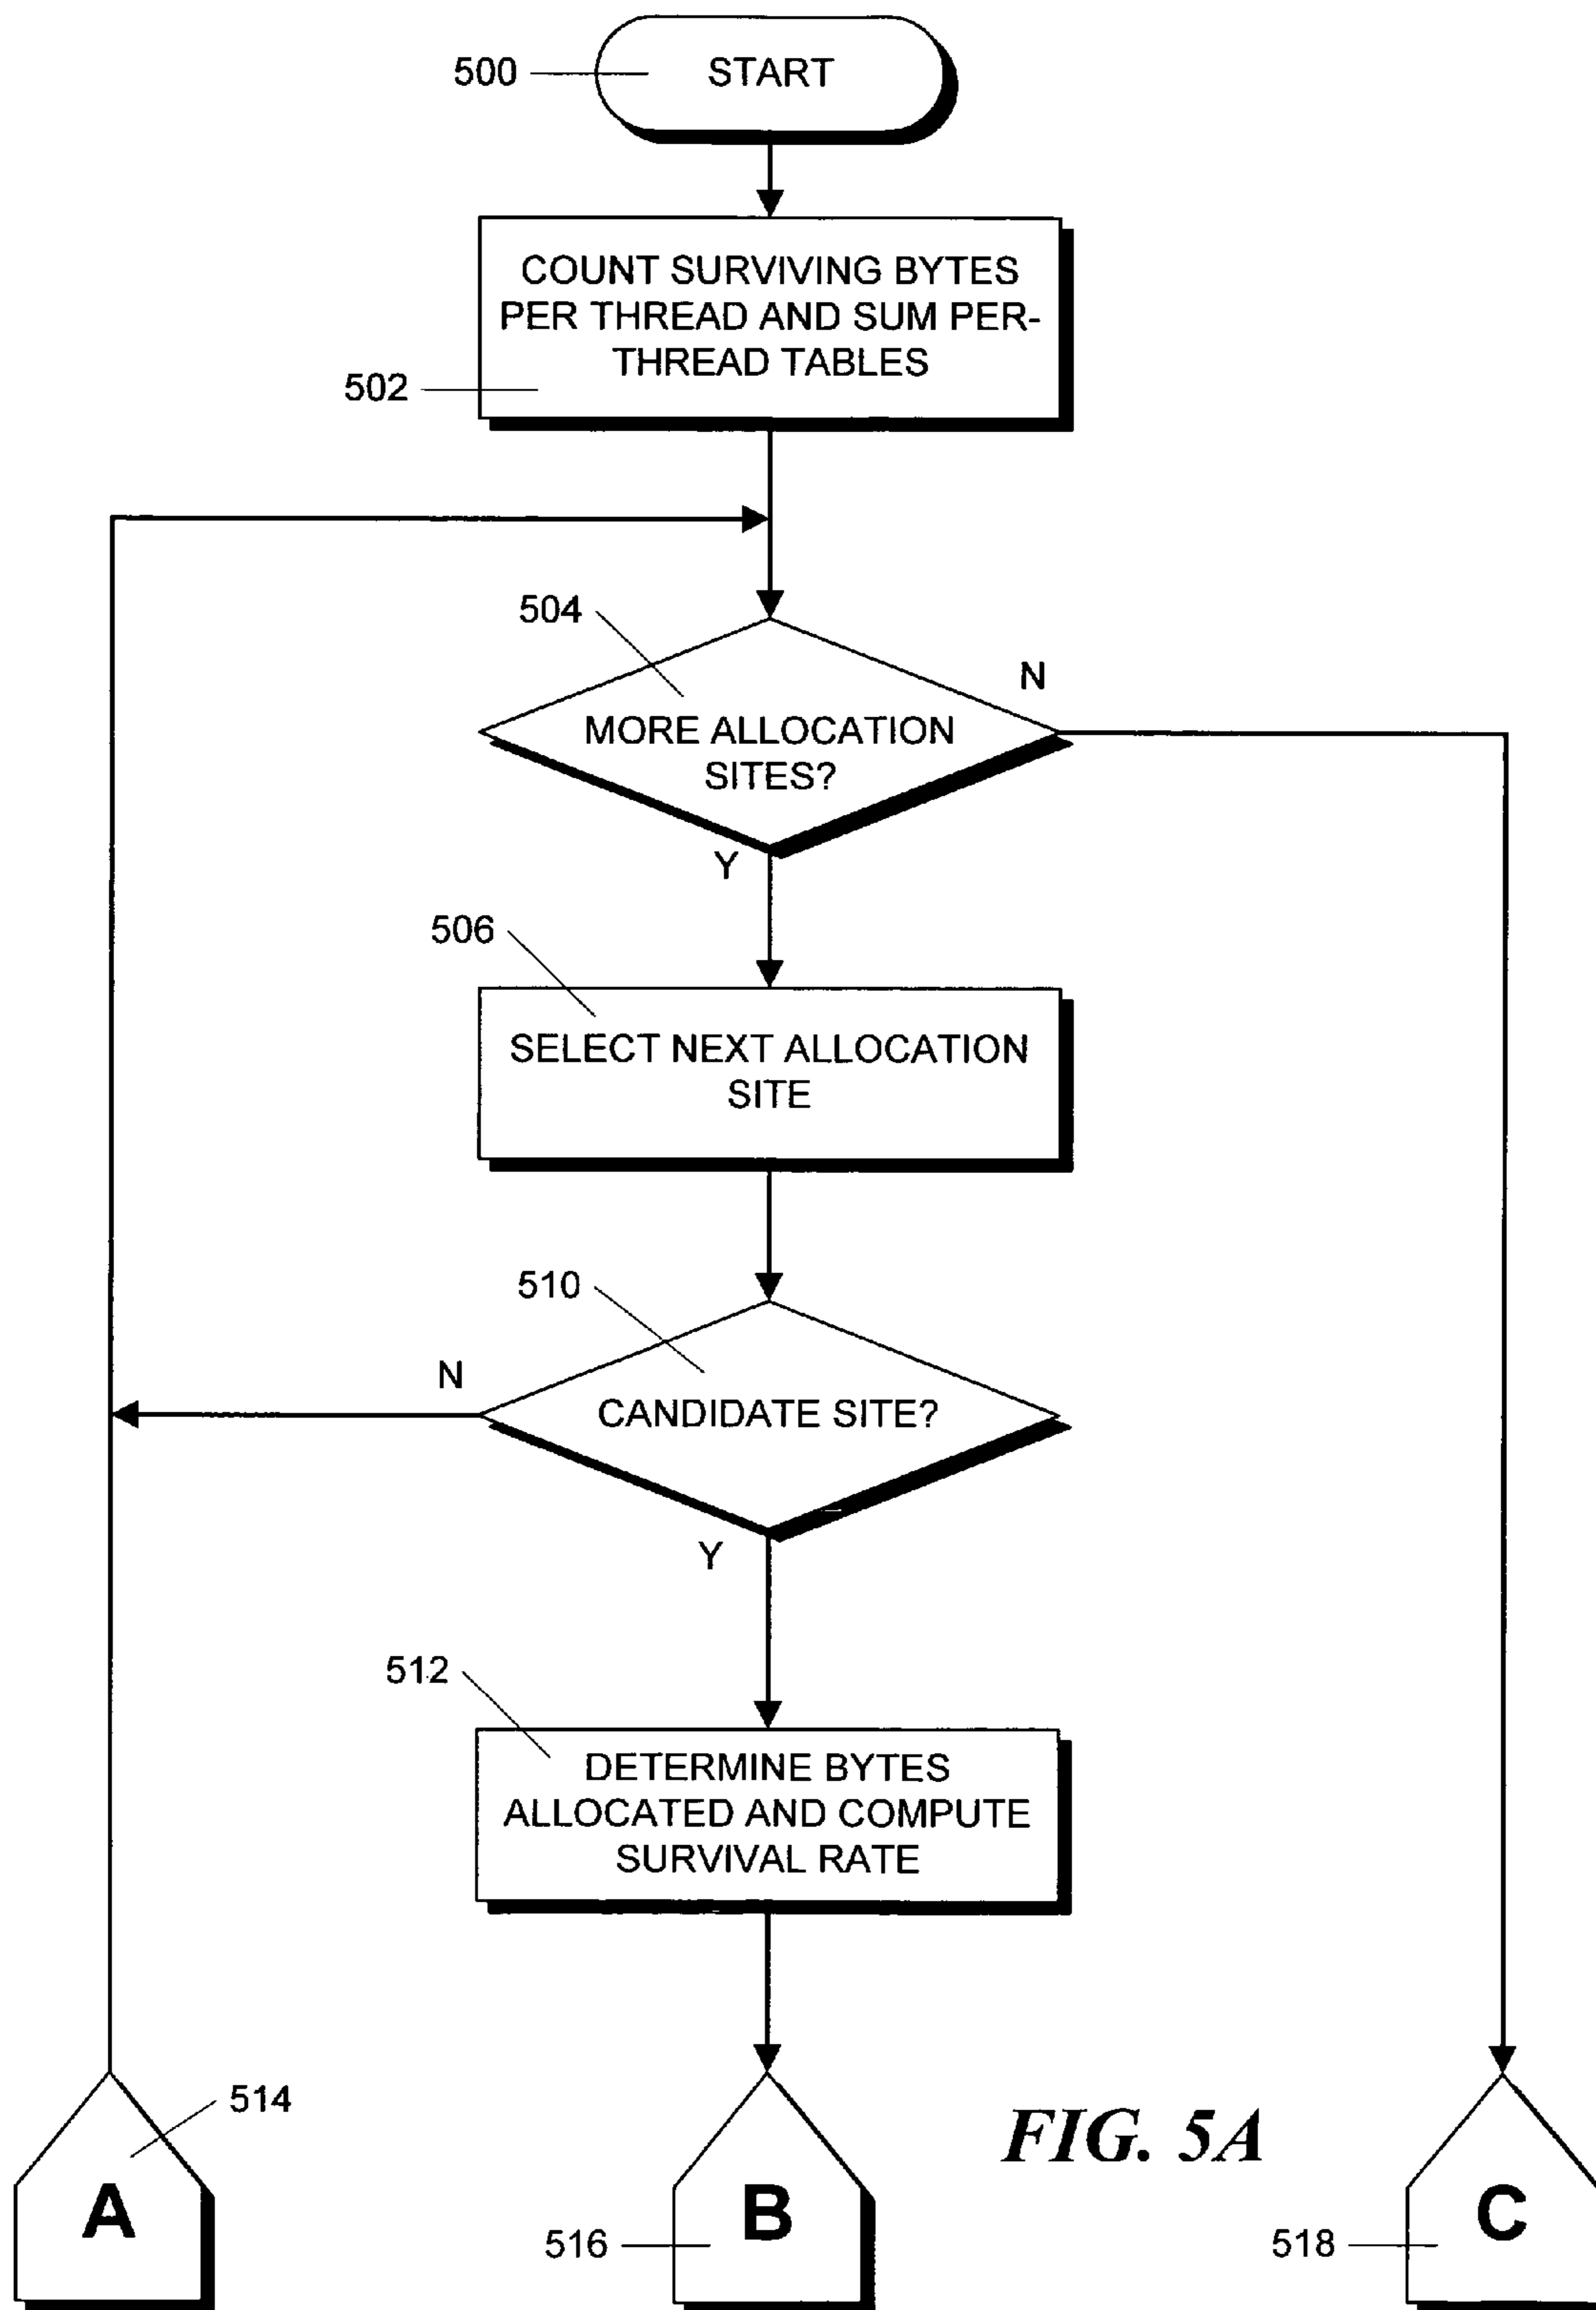 500
START
COUNT SURVIVING BYTES
PER THREAD AND SUM PER-
THREAD TABLES
502
504
N
MORE ALLOCATION
SITES?
Y
506
SELECT NEXT ALLOCATION
SITE
510
N
CANDIDATE SITE?
Y
512
DETERMINE BYTES
ALLOCATED AND COMPUTE
SURVIVAL RATE
514
A
516
B
FIG. 5A
518
C